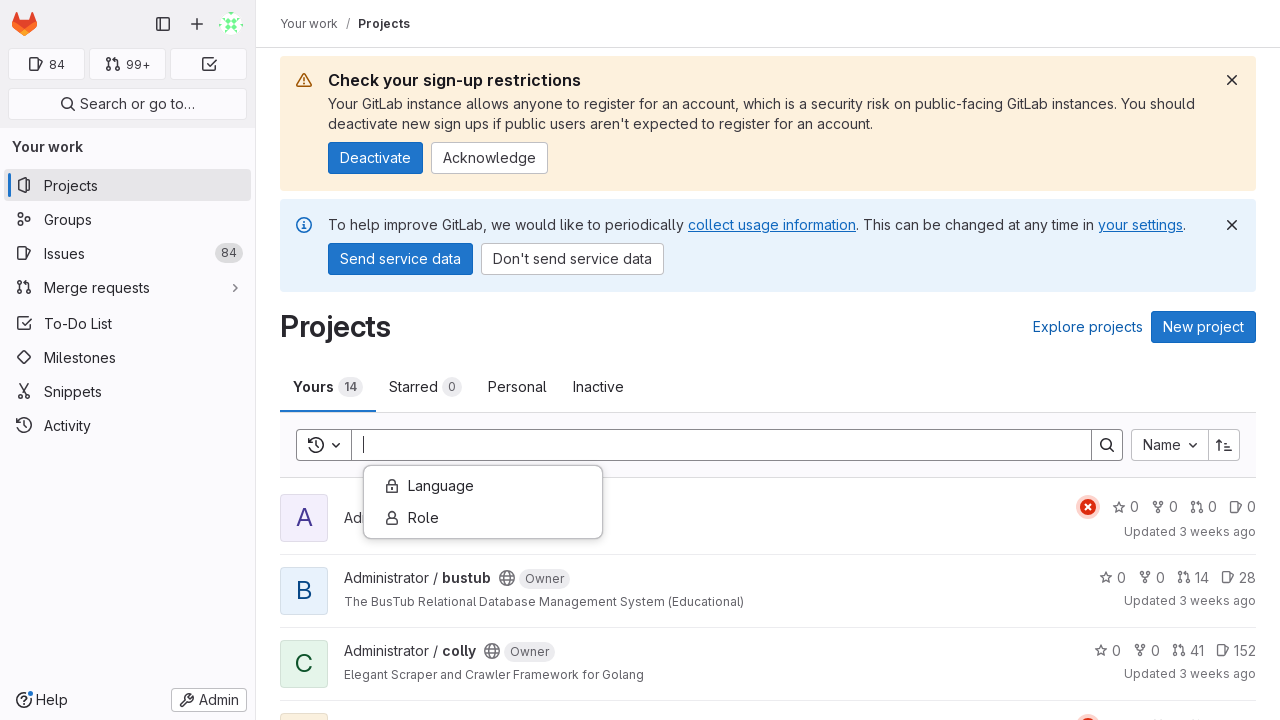 Your work / Projects
84
99+
Search or go to…
Your work
Projects
Groups
Issues 84
Merge requests
To-Do List
Milestones
Snippets
Activity
Help
Admin
Check your sign-up restrictions
Your GitLab instance allows anyone to register for an account, which is a security risk on public-facing GitLab instances. You should
deactivate new sign ups if public users aren't expected to register for an account.
Deactivate
Acknowledge
To help improve GitLab, we would like to periodically collect usage information. This can be changed at any time in your settings.
Send service data
Don't send service data
Projects
Explore projects
New project
Yours 14
Starred 0
Personal
Inactive
Name
Language
Role
A
0 0 0 0
Updated 3 weeks ago
B
Administrator / bustub Owner
The BusTub Relational Database Management System (Educational)
0 0 14 28
Updated 3 weeks ago
C
Administrator / colly Owner
Elegant Scraper and Crawler Framework for Golang
0 0 41 152
Updated 3 weeks ago